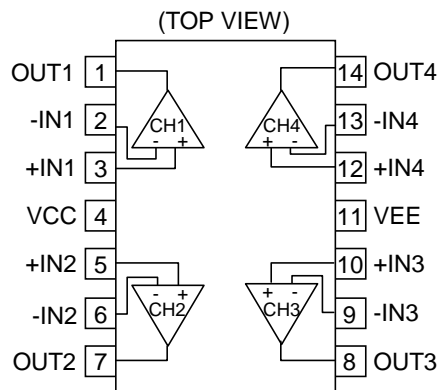 (TOP VIEW)
OUT1 1 14 OUT4
-IN1 2 CH1 CH4 13 -IN4
- + + -
+IN1 3 12 +IN4
VCC 4 11 VEE
+IN2 5 10 +IN3
- + + -
-IN2 6 CH2 CH3 9 -IN3
OUT2 7 8 OUT3